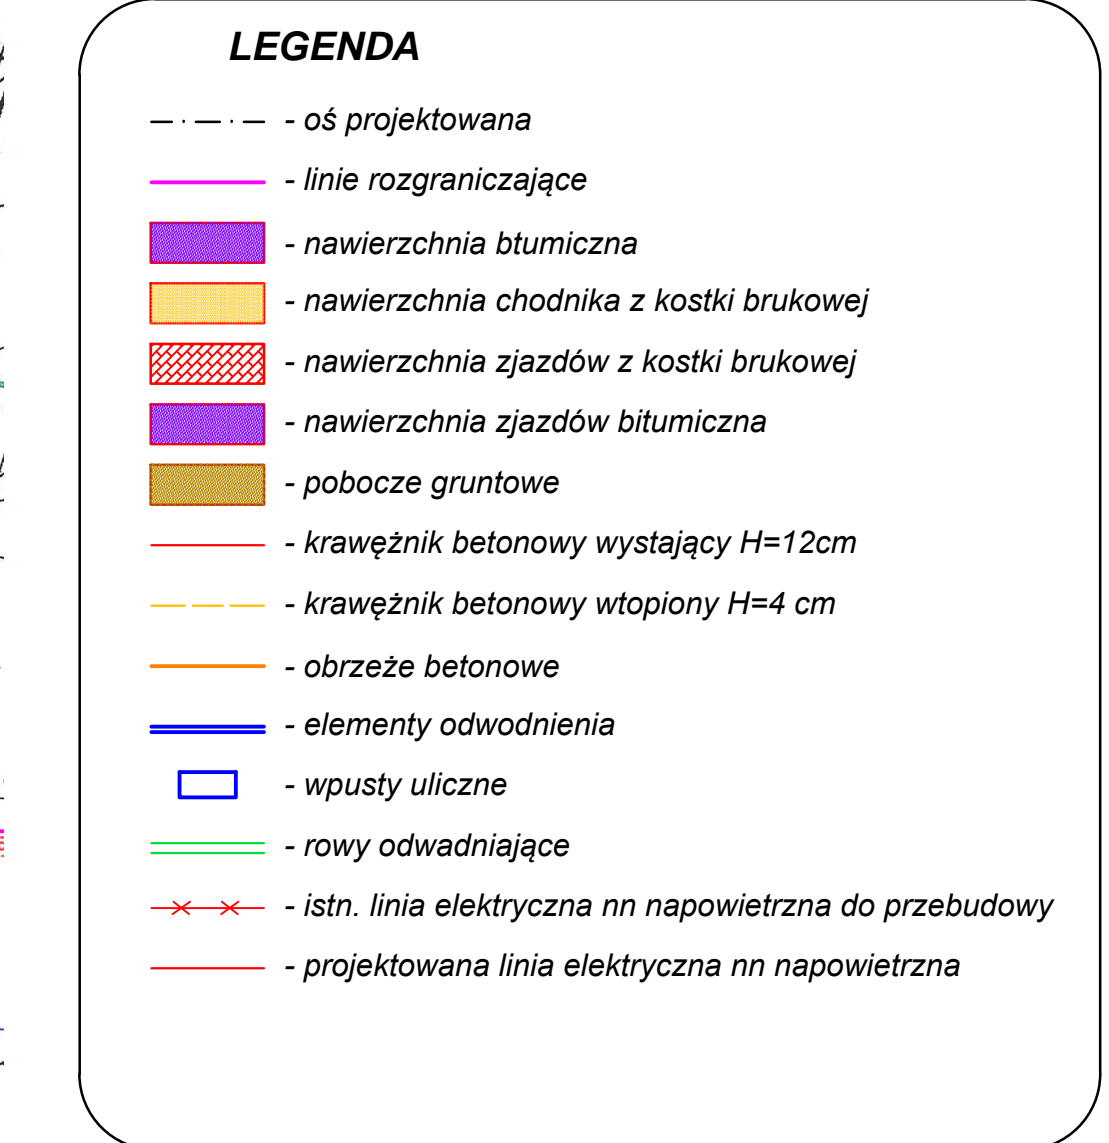 LEGENDA
- oś projektowana
- linie rozgraniczające
- nawierzchnia btumiczna
- nawierzchnia chodnika z kostki brukowej
- nawierzchnia zjazdów z kostki brukowej
- nawierzchnia zjazdów bitumiczna
- pobocze gruntowe
- krawężnik betonowy wystający H=12cm
- krawężnik betonowy wtopiony H=4 cm
- obrzeże betonowe
- elementy odwodnienia
- wpusty uliczne
- rowy odwadniające
- istn. linia elektryczna nn napowietrzna do przebudowy
- projektowana linia elektryczna nn napowietrzna